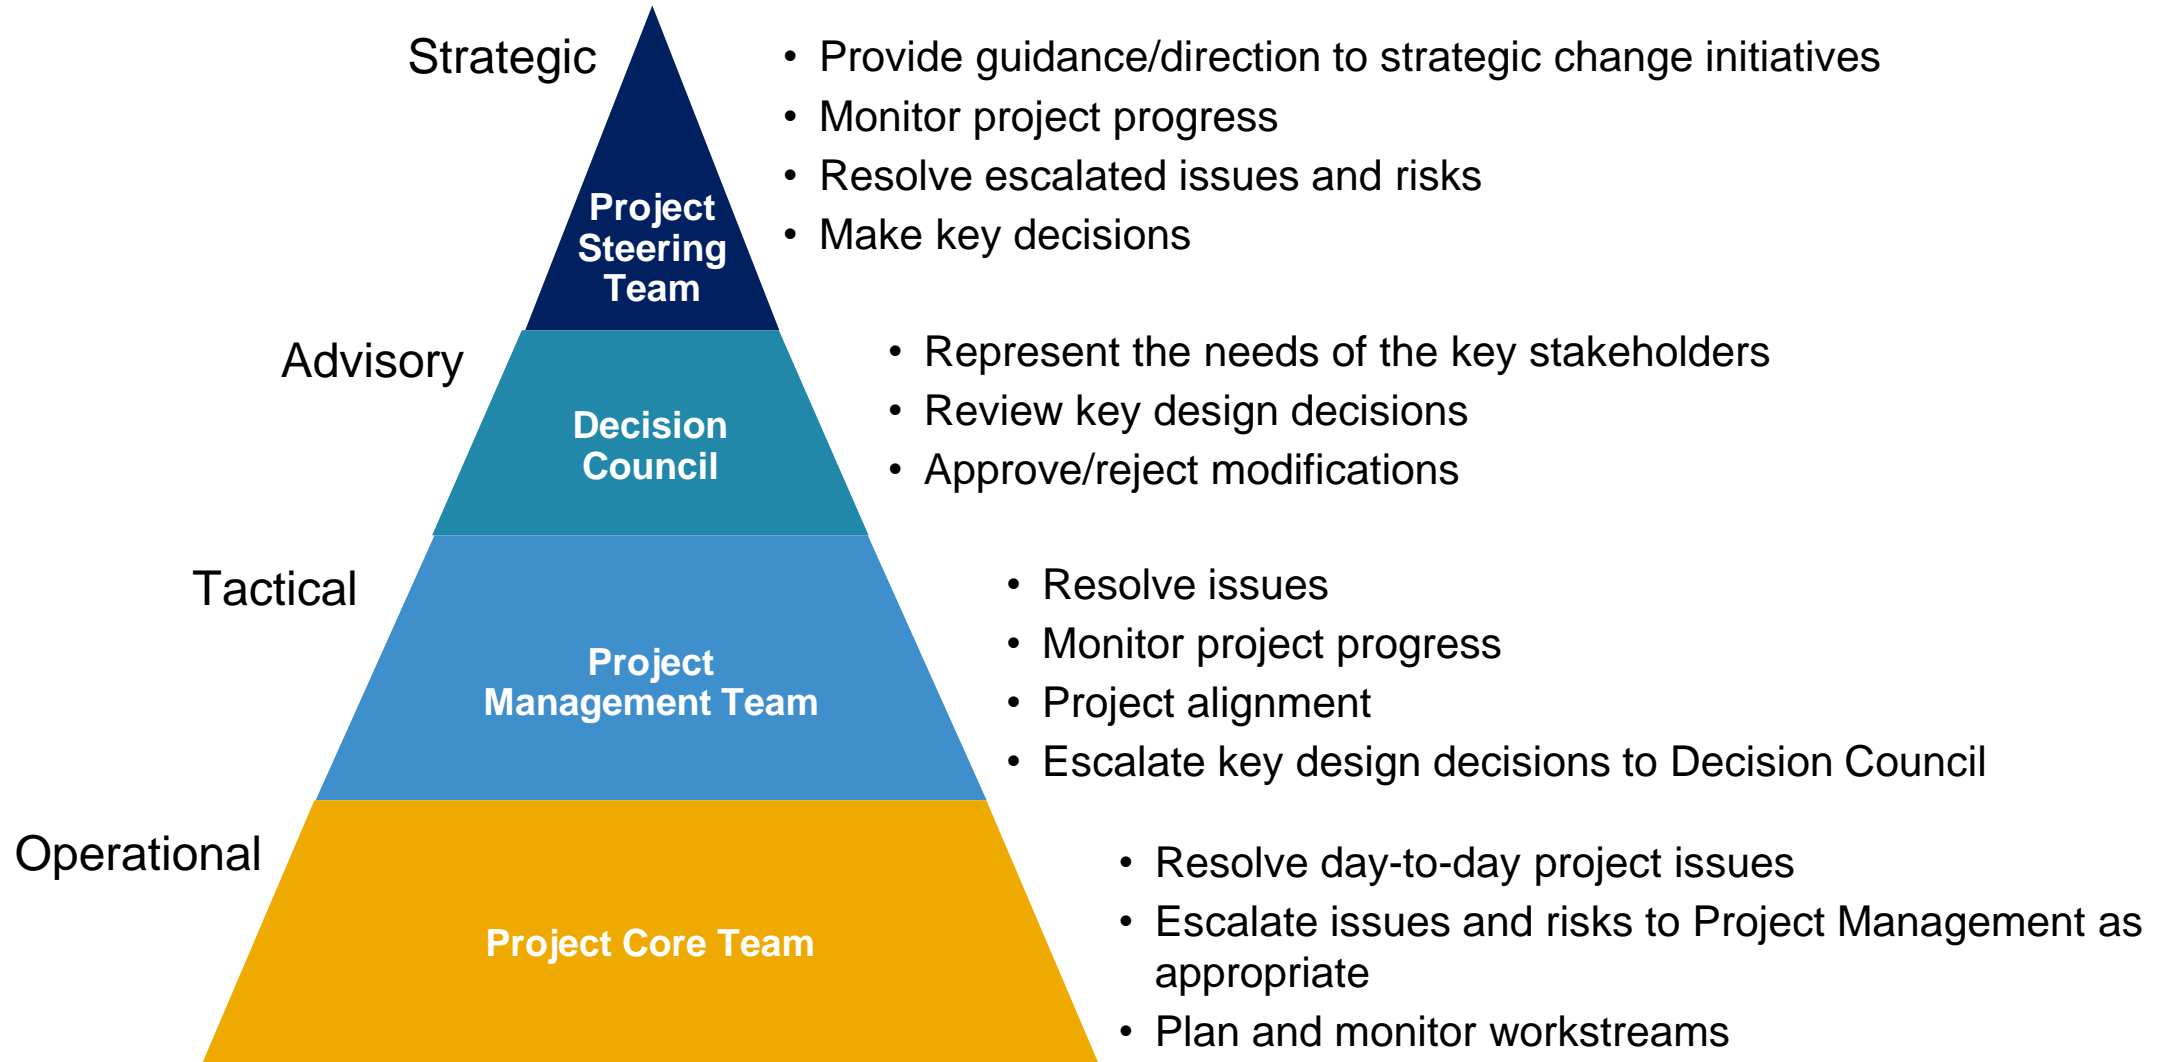 Strategic
• Provide guidance/direction to strategic change initiatives
• Monitor project progress
• Resolve escalated issues and risks
• Make key decisions
Project
Steering
Team
Advisory
• Represent the needs of the key stakeholders
• Review key design decisions
• Approve/reject modifications
Decision
Council
Tactical
• Resolve issues
• Monitor project progress
• Project alignment
• Escalate key design decisions to Decision Council
Project
Management Team
Operational
• Resolve day-to-day project issues
• Escalate issues and risks to Project Management as
appropriate
• Plan and monitor workstreams
Project Core Team